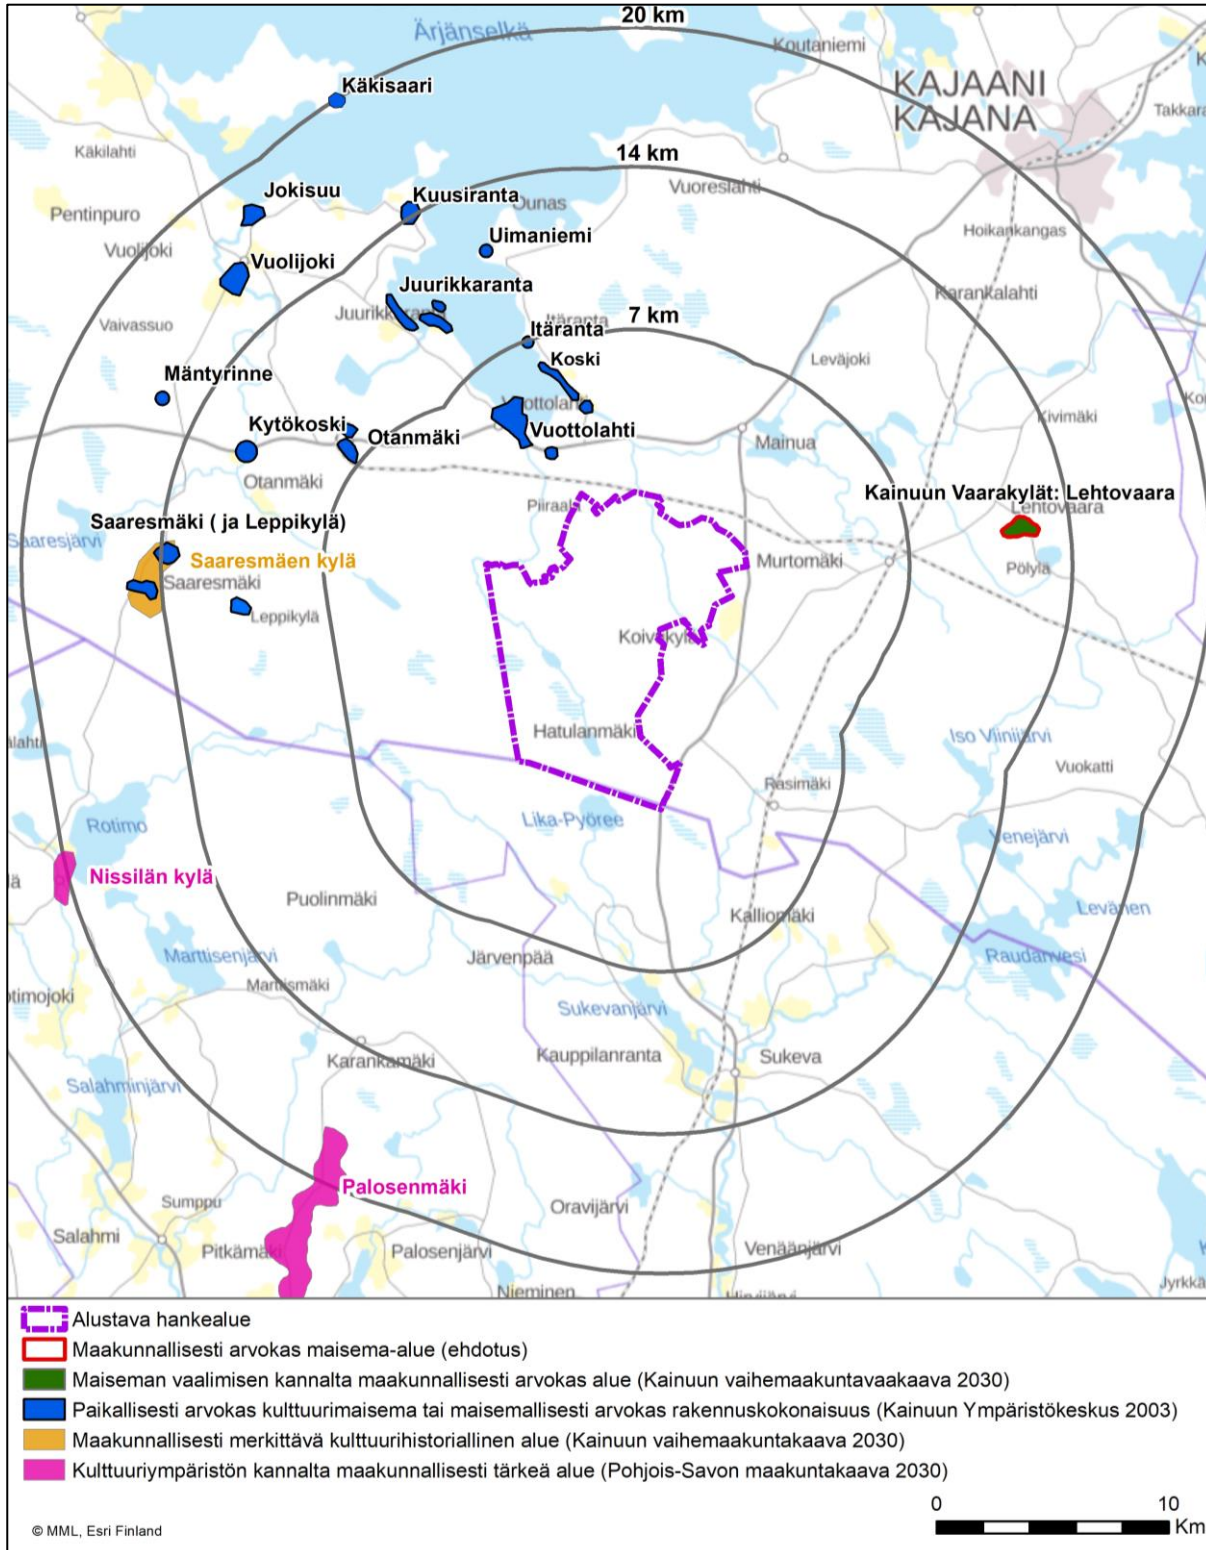 20 km
Ärjänselkä
Koutaniemi
KAJAANI
KAJANA
Käkisaari
Takkara
Käkilahti
14 km
Vuoreslahti
Jokisuu
Kuusiranta
Ounas
Pentinpuro
Hoikankangas
Uimaniemi
Vuolijoki
Vuolijoki
Juurikkaranta
Karankalahti
Juurikkaranta
7 km
Vaivassuo
Itäranta
Itäranta
Koski
Leväjoki
Mäntyrinne
Vuottolahti
Kivimäki
Kytökoski
Otanmäki
Vuottolahti
Mainua
Otanmäki
Kainuun Vaarakylät: Lehtovaara
Piiraala
Lehtovaara
Saaresmäki ( ja Leppikylä)
Saaresjärvi
Saaresmäen kylä
Murtomäki
Pölylä
Saaresmäki
Leppikylä
Koivukylä
Hatulanmäki
Iso Viinijärvi
Vuokatti
Rasimäki
Rotimo
Lika-Pyöree
Venejärvi
Nissilän kylä
Puolinmäki
Levänen
Kalliomäki
Marttisenjärvi
Järvenpää
Raudanvesi
Marttismäki
otimojoki
Sukevanjärvi
Karankamäki
Kauppilanranta
Sukeva
Salahminjärvi
Palosenmäki
Sumppu
Oravijärvi
Salahmi
Pitkämäki
Palosenjärvi
Venäänjärvi
Nieminen
Hirvijärvi
Jyrkkä
Alustava hankealue
Maakunnallisesti arvokas maisema-alue (ehdotus)
Maiseman vaalimisen kannalta maakunnallisesti arvokas alue (Kainuun vaihemaakuntavaakaava 2030)
Paikallisesti arvokas kulttuurimaisema tai maisemallisesti arvokas rakennuskokonaisuus (Kainuun Ympäristökeskus 2003)
Maakunnallisesti merkittävä kulttuurihistoriallinen alue (Kainuun vaihemaakuntakaava 2030)
Kulttuuriympäristön kannalta maakunnallisesti tärkeä alue (Pohjois-Savon maakuntakaava 2030)
0 10
Km
© MML, Esri Finland